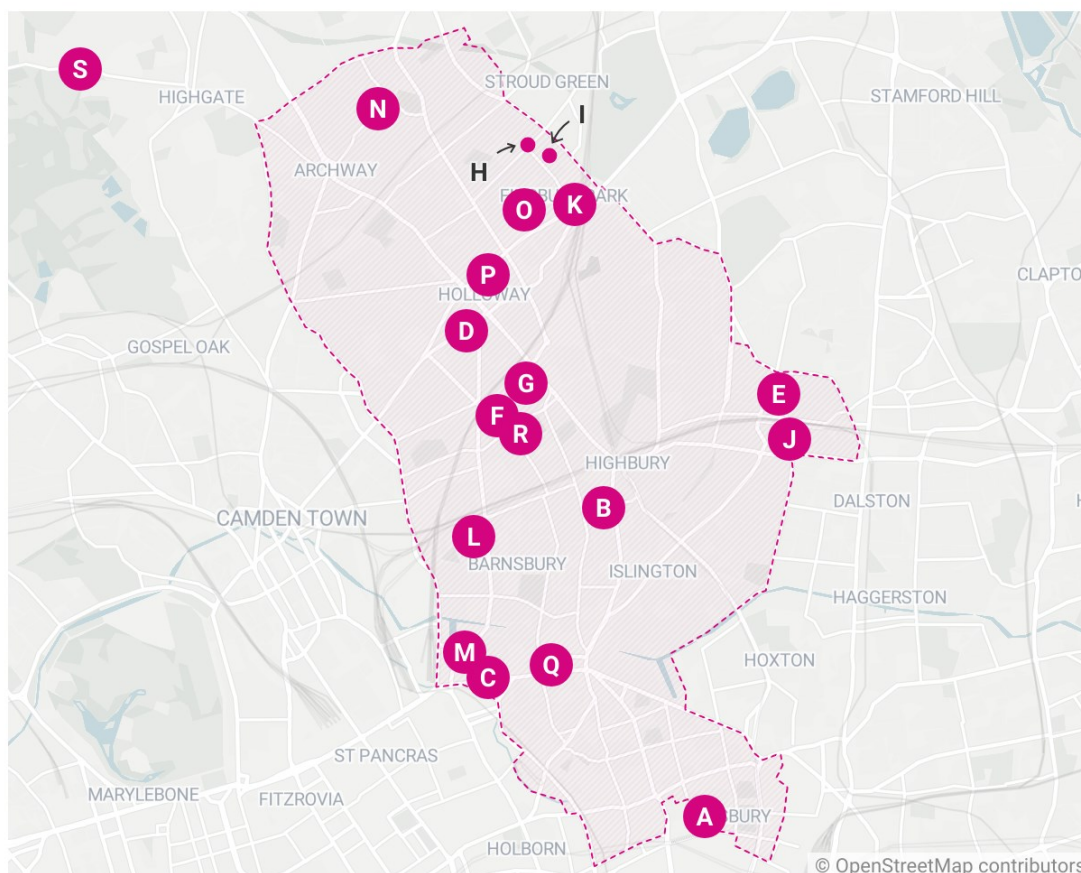 S
HIGHGATE
STROUD GREEN
STAMFORD HILL
N
I
ARCHWAY
H
O
K
P
HOLLOWAY
CLAPTO
D
GOSPEL OAK
G
E
F
R
J
HIGHBURY
DALSTON
B
CAMDEN TOWN
L
BARNSBURY
ISLINGTON
HAGGERSTON
M
C
Q
HOXTON
ST PANCRAS
MARYLEBONE
FITZROVIA
A
BURY
HOLBORN
© OpenStreetMap contributors